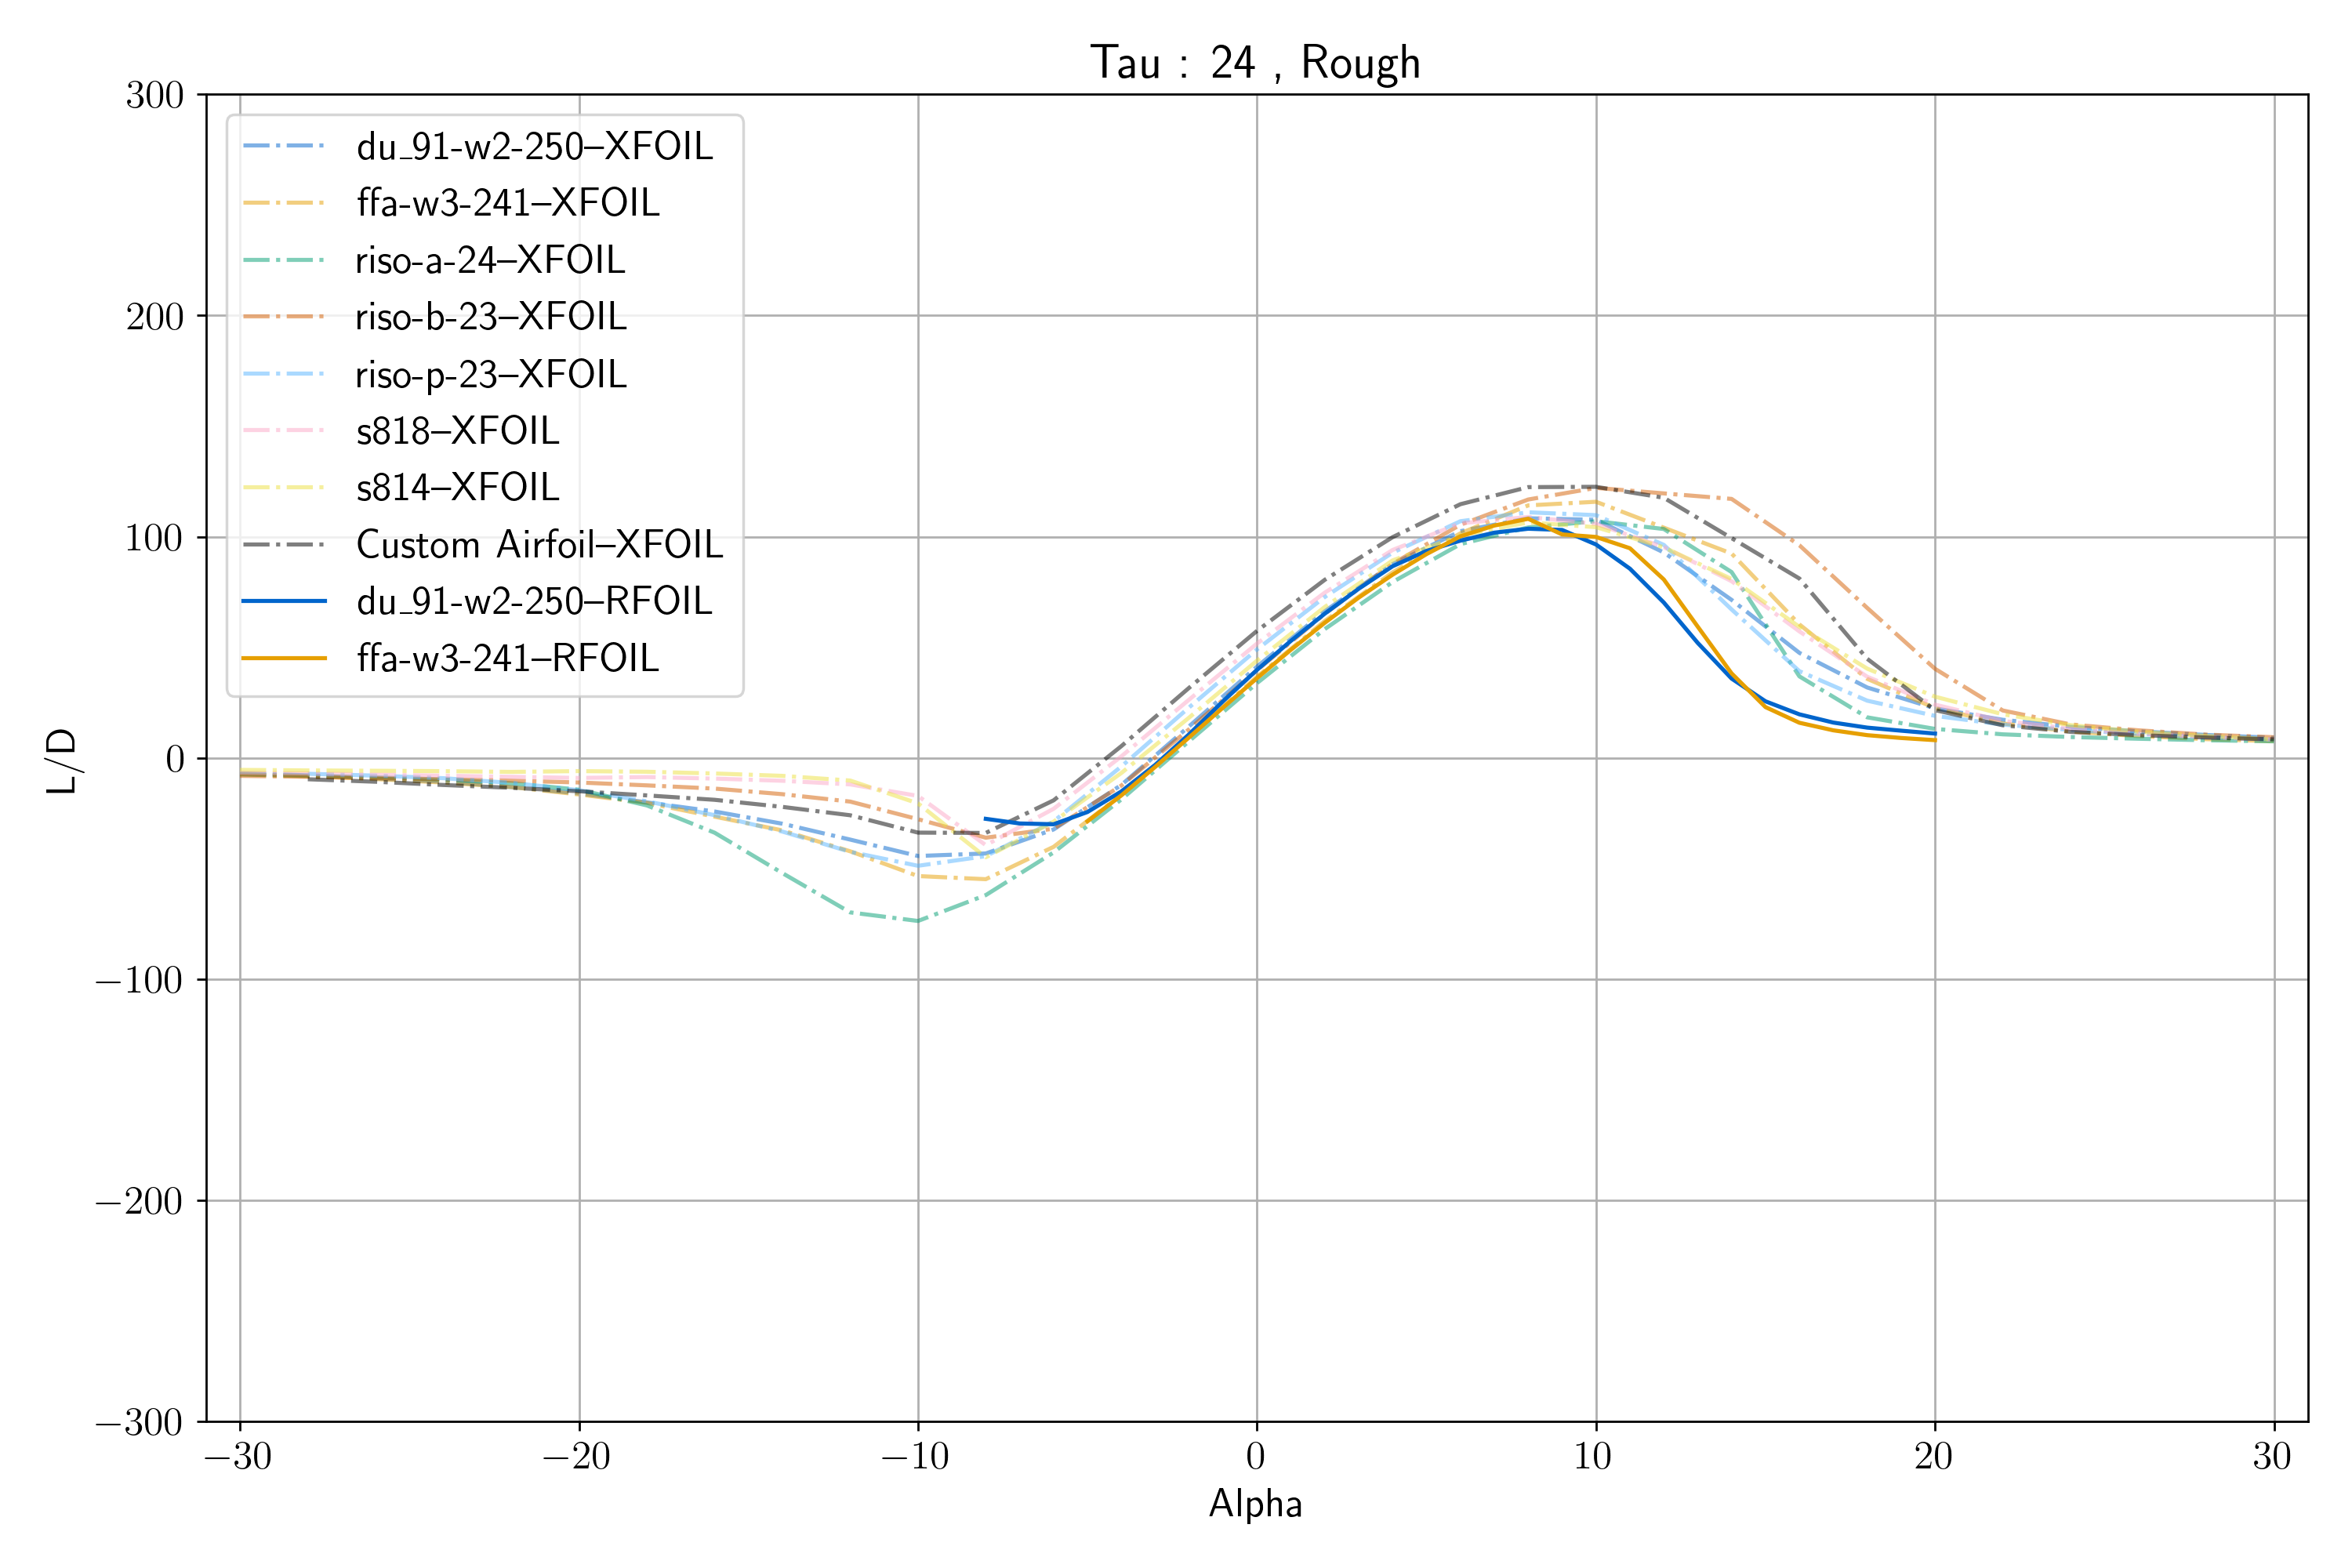 Tau : 24 , Rough
300
200
100
0
−100
−200
−300
L/D
du_91-w2-250–XFOIL
ffa-w3-241–XFOIL
riso-a-24–XFOIL
riso-b-23–XFOIL
riso-p-23–XFOIL
s818–XFOIL
s814–XFOIL
Custom Airfoil–XFOIL
du_91-w2-250–RFOIL
ffa-w3-241–RFOIL
−30 −20 −10 0 10 20 30
Alpha